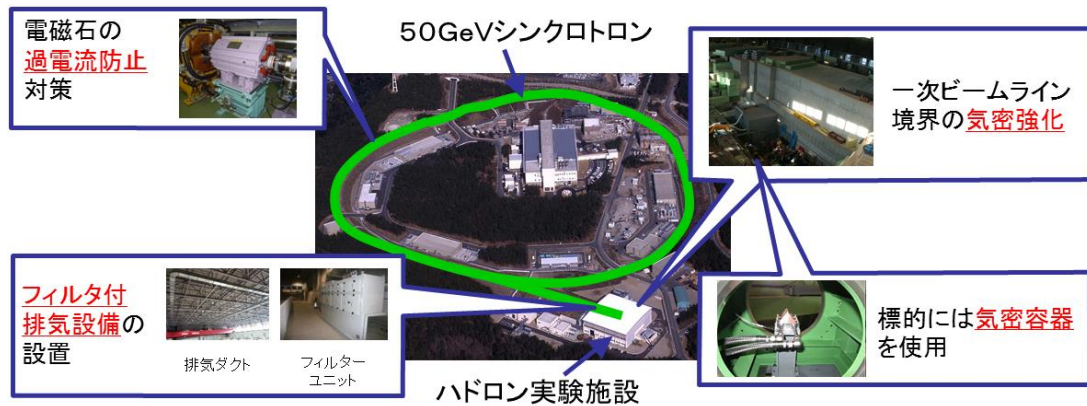 電磁石の
過電流防止
対策
50GeVシンクロトロン
一次ビームライン
境界の気密強化
フィルタ付
排気設備の
設置
排気ダクト
フィルター
ユニット
ハドロン実験施設
標的には気密容器
を使用